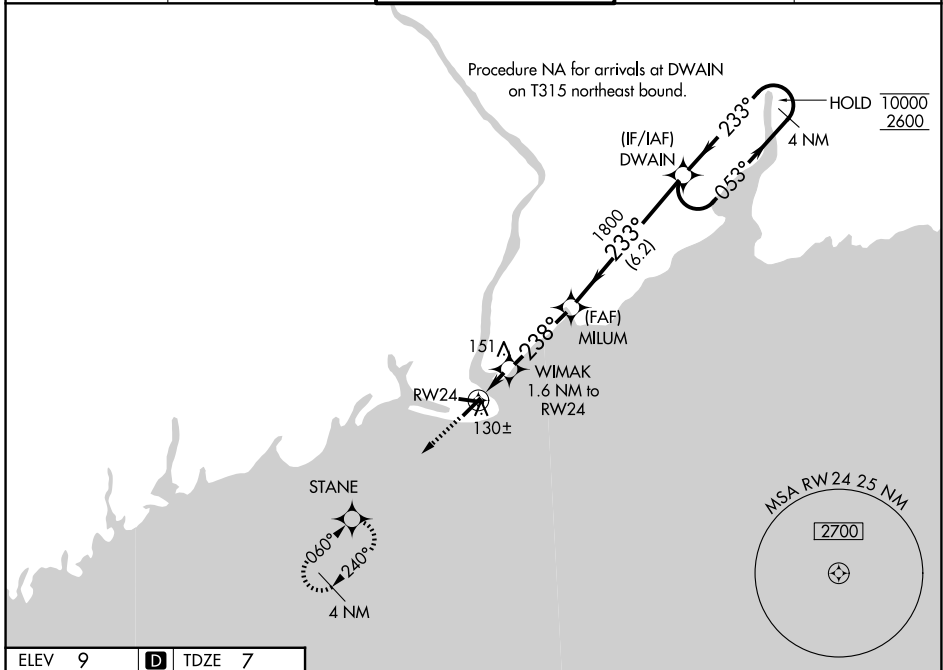 Procedure NA for arrivals at DWAIN
on T315 northeast bound.
HOLD 10000
2600
4 NM
233°
053°
(IF/IAF)
DWAIN
1800
233°
(6.2)
(FAF)
MILUM
238°
151
WIMAK
1.6 NM to
RW24
RW24
130±
STANE
060°
240°
4 NM
MSA RW24 25 NM
2700
ELEV 9 D TDZE 7